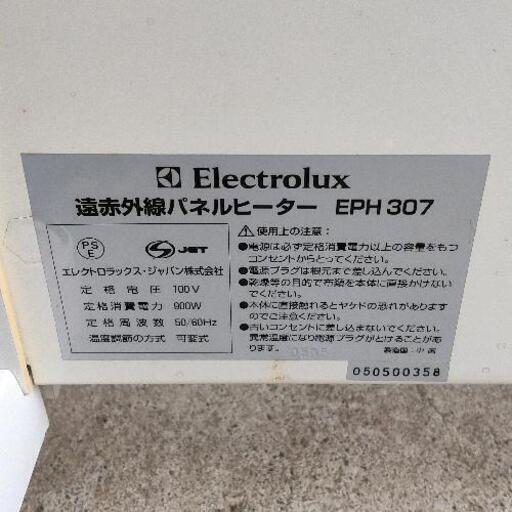 Electrolux
遠赤外線パネルヒーター EPH 307
PS
E
JET
エレクトロラックス・ジャパン株式会社
定格電圧 100V
定格消費電力 900W
定格周波数 50/60Hz
温度調節の方式 可変式
使用上の注意：
●電源は必ず定格消費電力以上の容量をもつ
コンセントからとってください。
●電源プラグは根元まで差し込んでください。
●乾燥等の目的で布類を本体に直接かけない
でください。
●本体に直接触れるとヤケドの恐れがあります
のでご注意ください。
●古いコンセントに差し込まないでください。
異常温度になり電源プラグがとけることがあ
ります。
製造国：中国
050500358